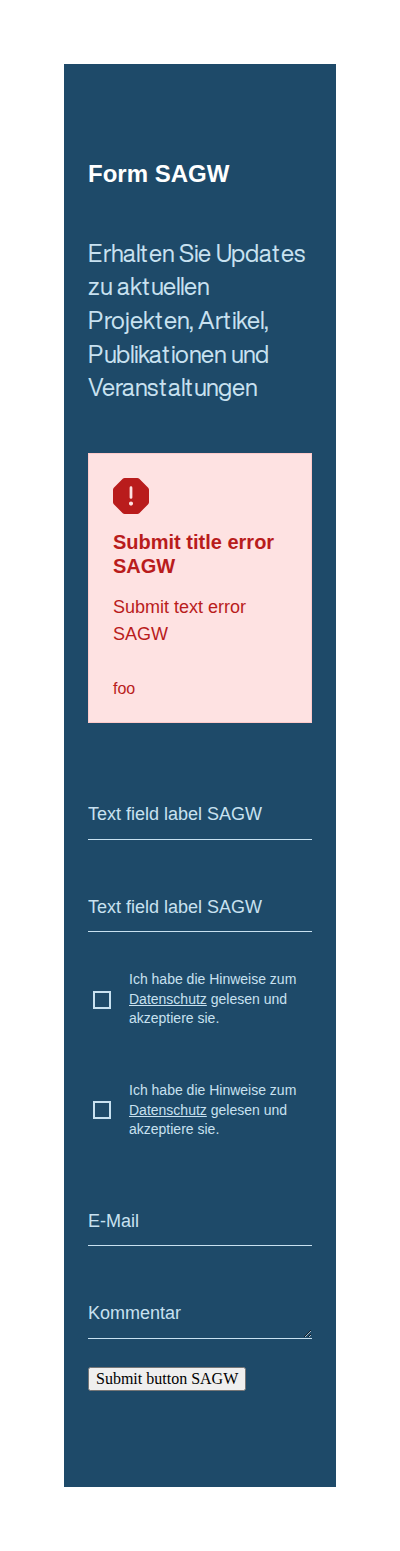 Form SAGW
Erhalten Sie Updates
zu aktuellen
Projekten, Artikel,
Publikationen und
Veranstaltungen
Submit title error
SAGW
Submit text error
SAGW
foo
Text field label SAGW
Text field label SAGW
Ich habe die Hinweise zum
Datenschutz gelesen und
akzeptiere sie.
Ich habe die Hinweise zum
Datenschutz gelesen und
akzeptiere sie.
E-Mail
Kommentar
Submit button SAGW